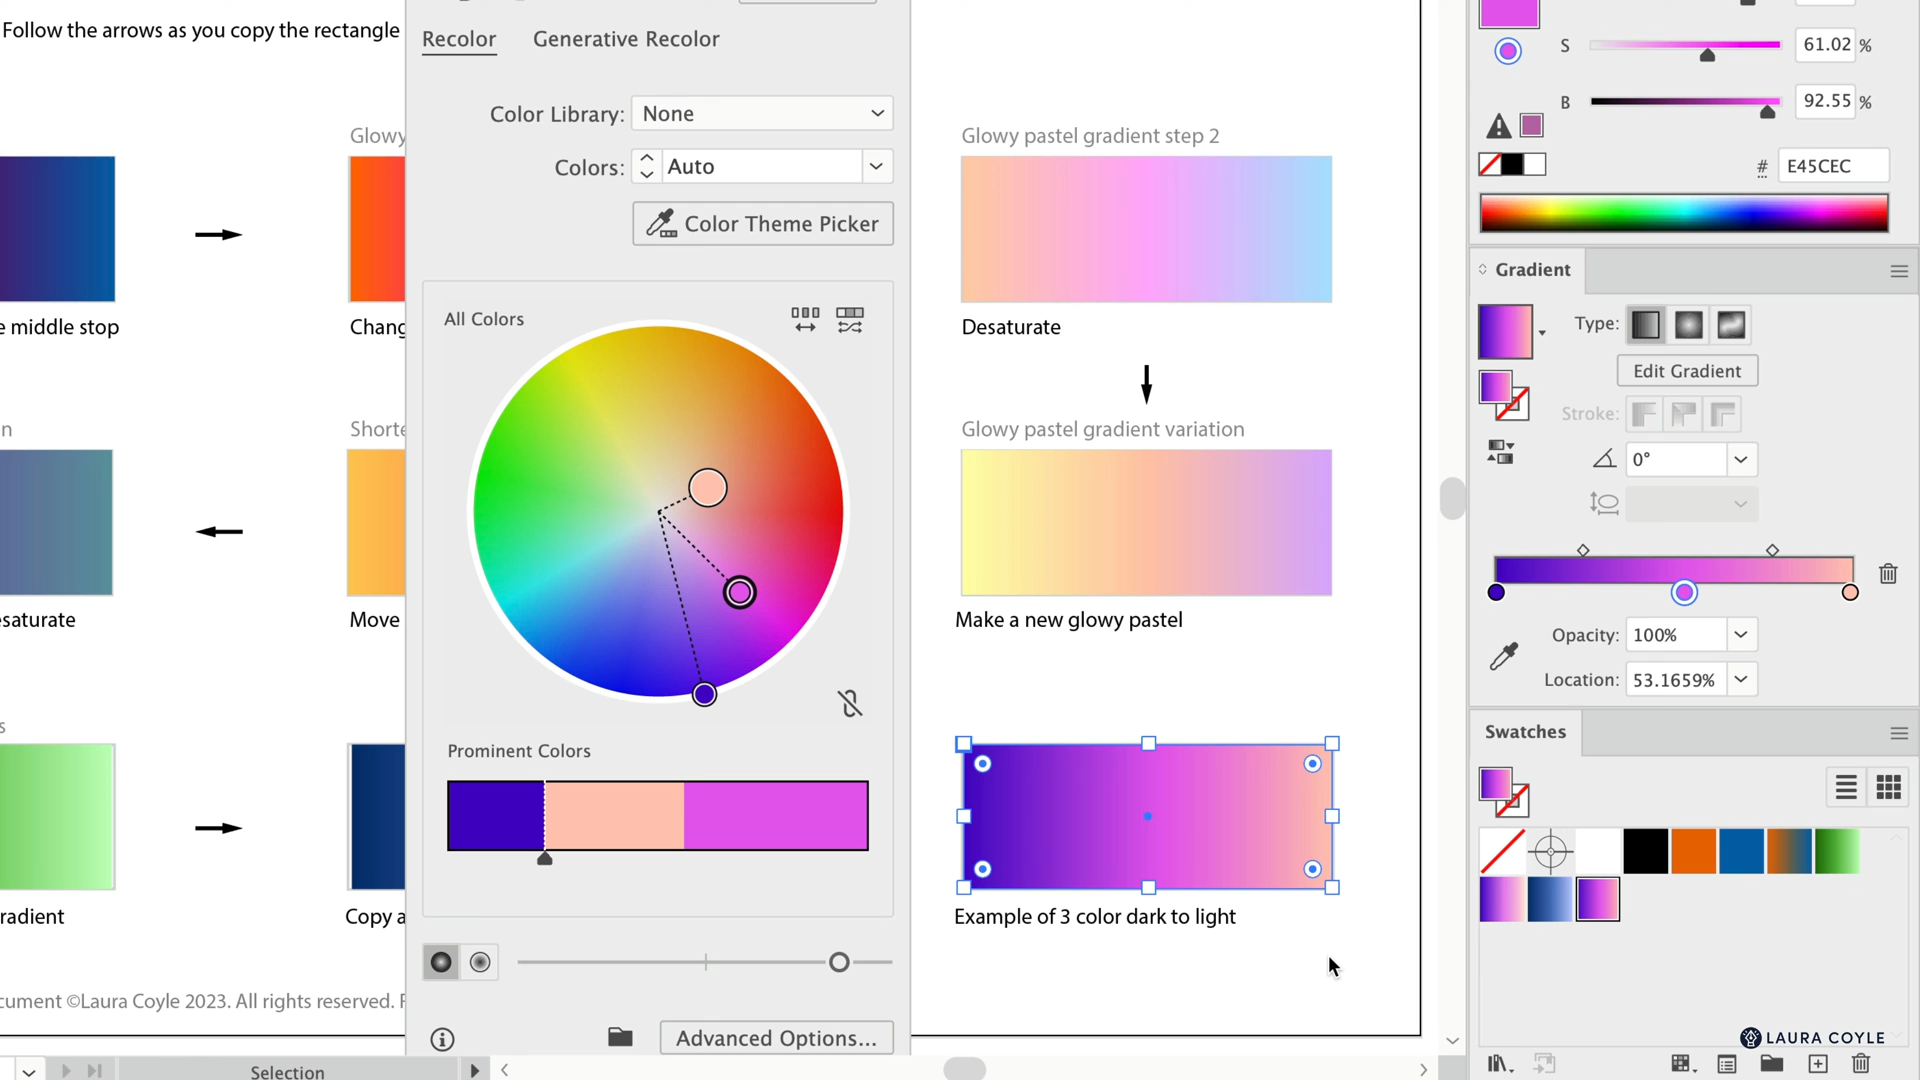 Follow the arrows as you copy the rectangle
Recolor
Generative Recolor
Color Library:
None
Colors:
Auto
Color Theme Picker
All Colors
Prominent Colors
Advanced Options...
Glowy
e middle stop
Chang
n
Shorte
esaturate
Move
s
radient
Copy a
cument ©Laura Coyle 2023. All rights reserved. F
Selection
Glowy pastel gradient step 2
Desaturate
Glowy pastel gradient variation
Make a new glowy pastel
Example of 3 color dark to light
S
61.02 %
B
92.55 %
# E45CEC
Gradient
Type:
Edit Gradient
Stroke:
0°
Opacity: 100%
Location: 53.1659%
Swatches
LAURA COYLE